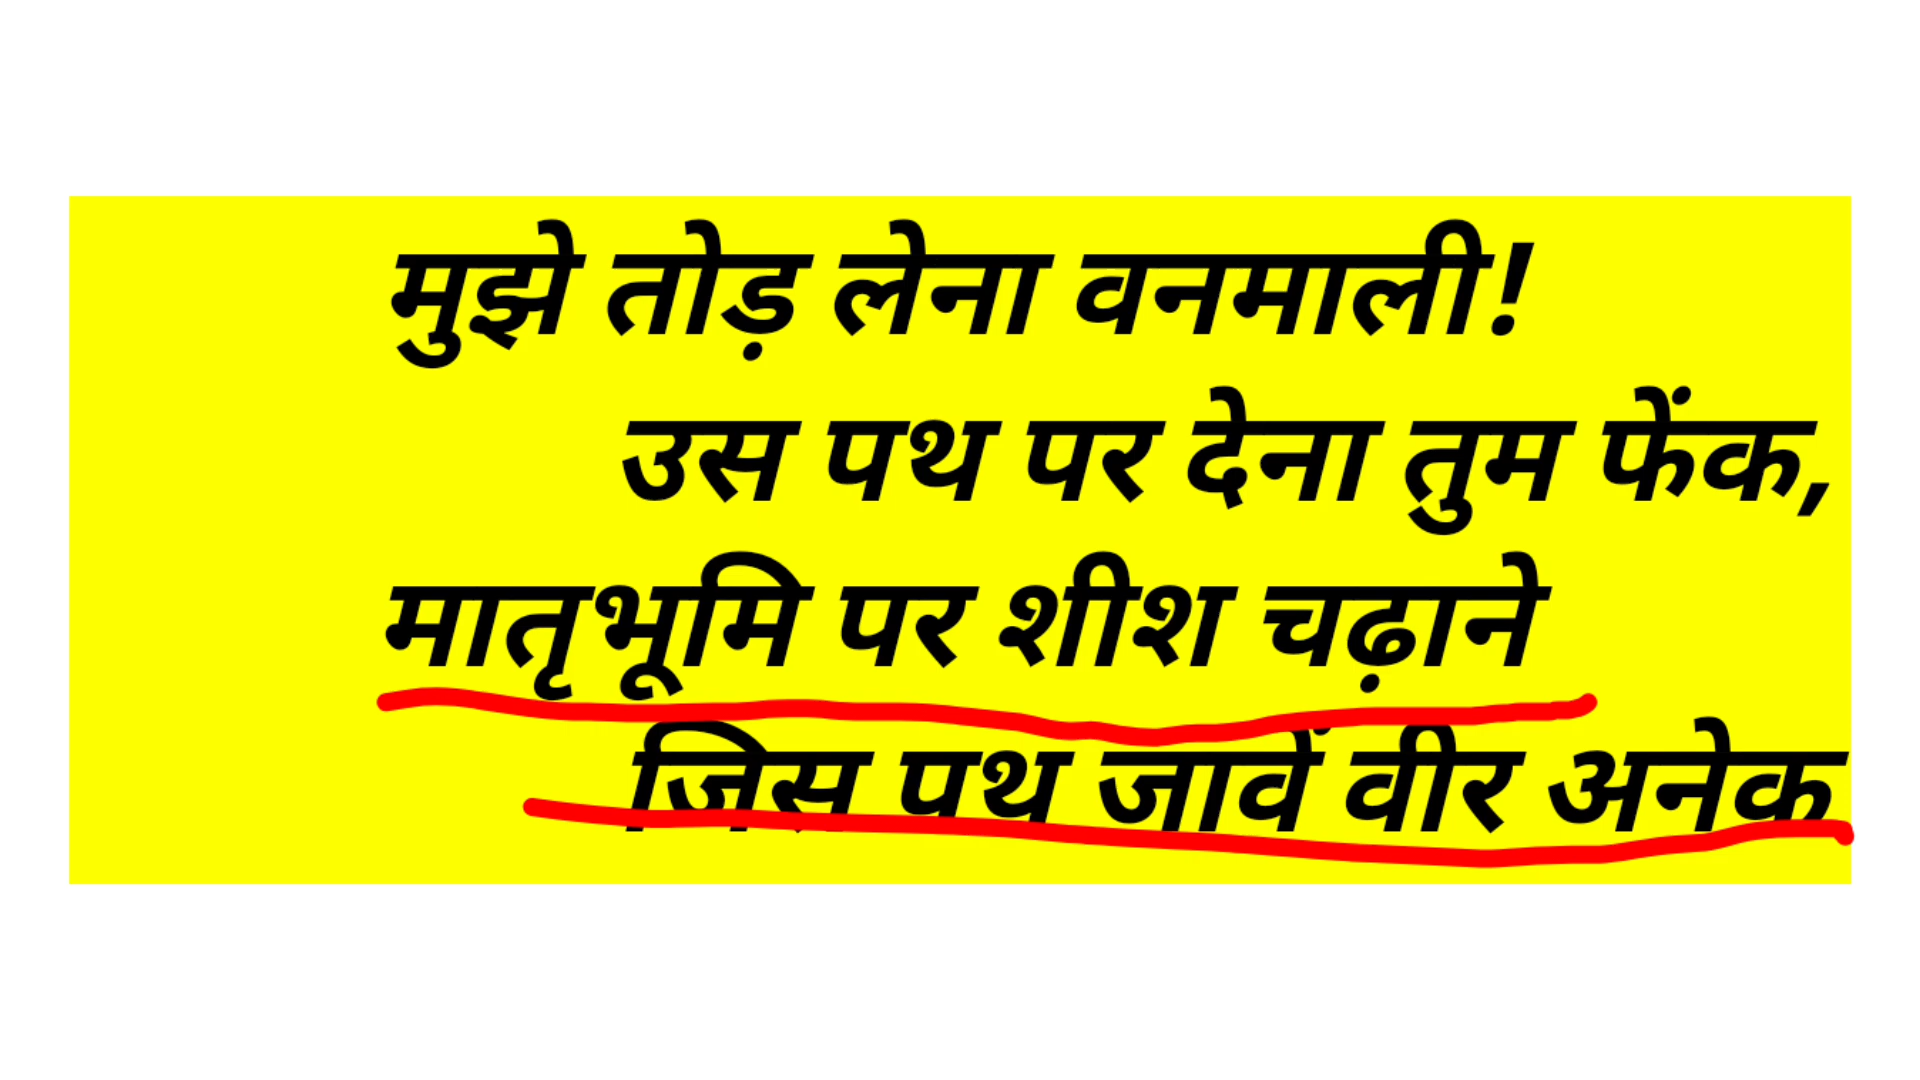 मुझे तोड़ लेना वनमाली!
उस पथ पर देना तुम फेंक,
मातृभूमि पर शीश चढ़ाने
जिस पथ जावें वीर अनेक